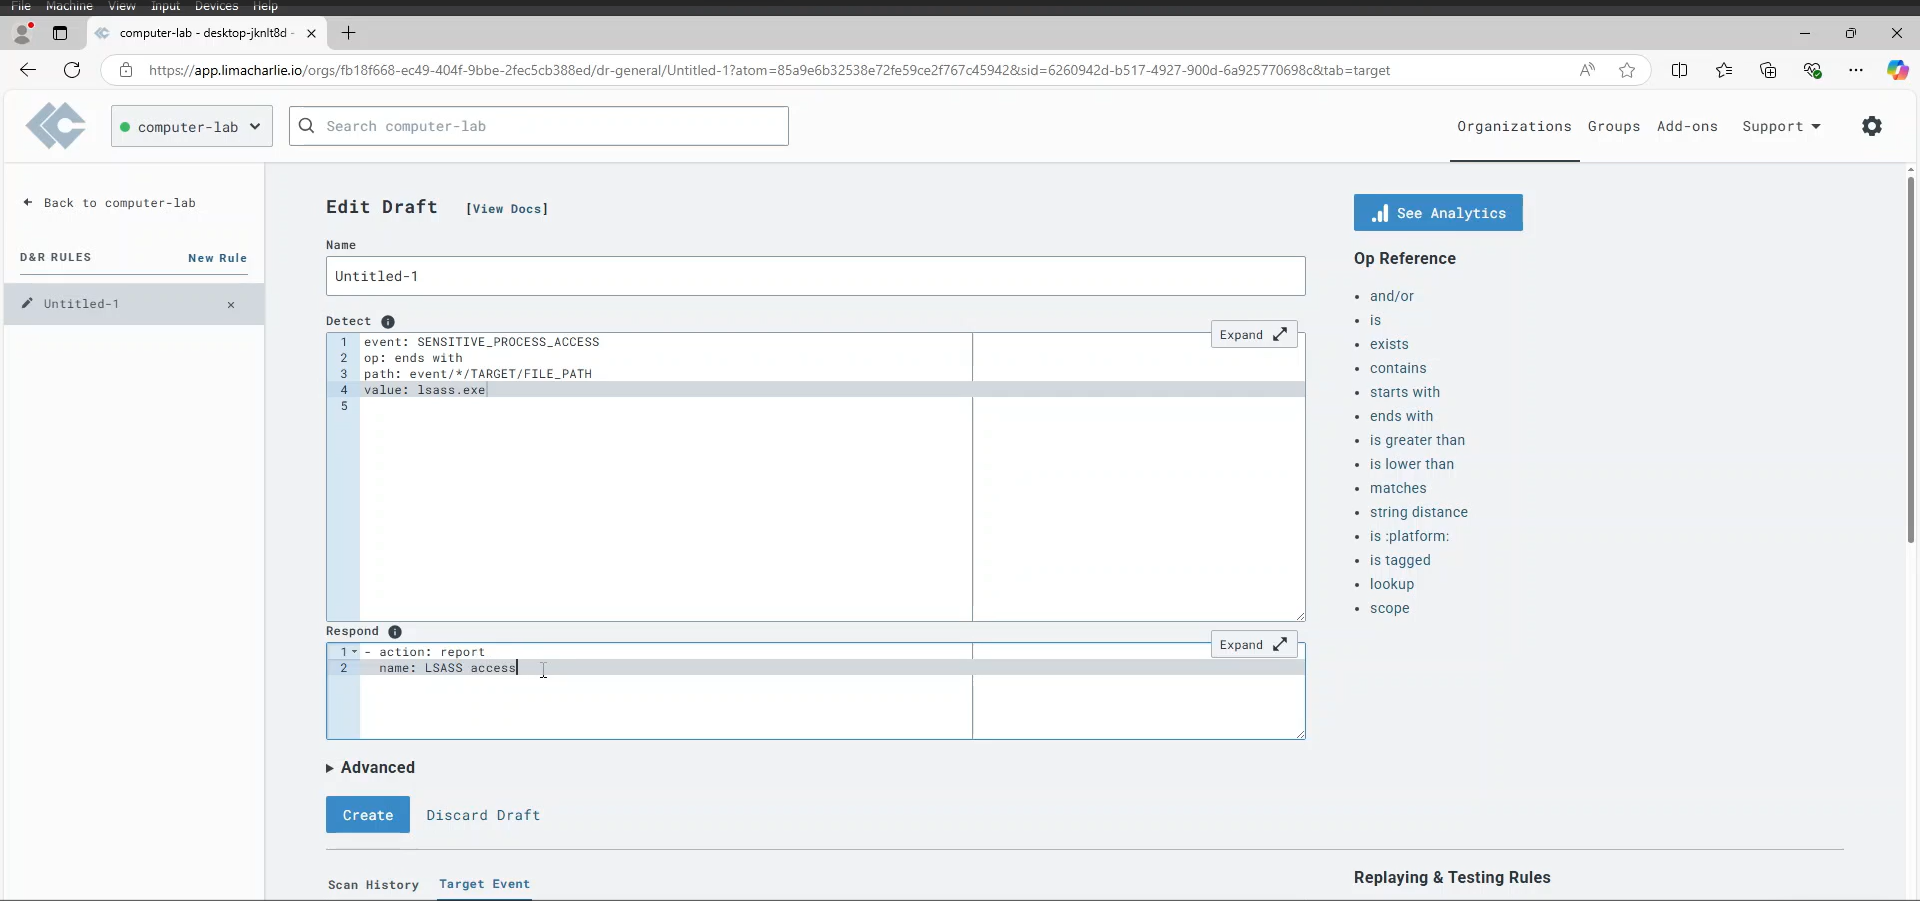 File Machine View Input Devices Help
computer-lab - desktop-jknlt8d -
https://app.limacharlie.io/orgs/fb18f668-ec49-404f-9bbe-2fec5cb388ed/dr-general/Untitled-1?atom=85a9e6b32538e72fe59ce2f767c45942&sid=6260942d-b517-4927-900d-6a925770698c&tab=target
computer-lab
Search computer-lab
Organizations Groups Add-ons Support
Back to computer-lab
D&R RULES New Rule
Untitled-1
Edit Draft [View Docs]
Name
Untitled-1
Detect
Expand
1 event: SENSITIVE_PROCESS_ACCESS
2 op: ends with
3 path: event/*/TARGET/FILE_PATH
4 value: lsass.exe
5
Respond
Expand
1 - action: report
2 name: LSASS access
Advanced
Create Discard Draft
Scan History Target Event
See Analytics
Op Reference
and/or
is
exists
contains
starts with
ends with
is greater than
is lower than
matches
string distance
is :platform:
is tagged
lookup
scope
Replaying & Testing Rules